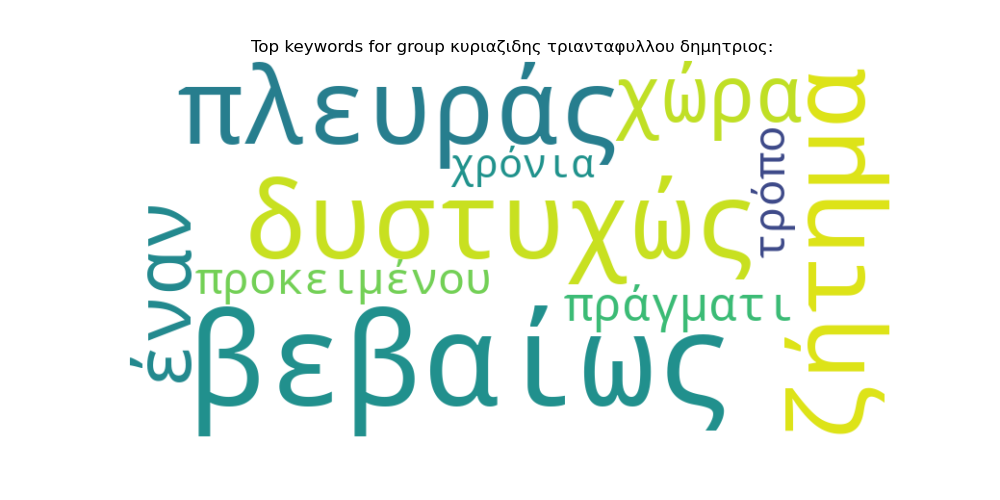 Top keywords for group κυριαζιδης τριανταφυλλου δημητριος:
πλευράς
χώρα
ζήτημα
τρόπο
χρόνια
δυστυχώς
έναν
προκειμένου
πράγματι
βεβαίως